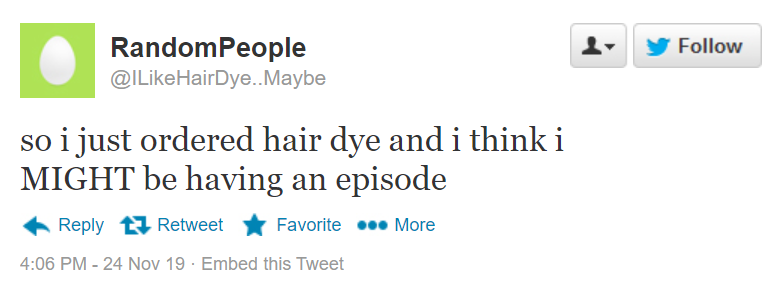 RandomPeople
@ILikeHairDye..Maybe
Follow
so i just ordered hair dye and i think i
MIGHT be having an episode
Reply Retweet Favorite More
4:06 PM - 24 Nov 19 · Embed this Tweet